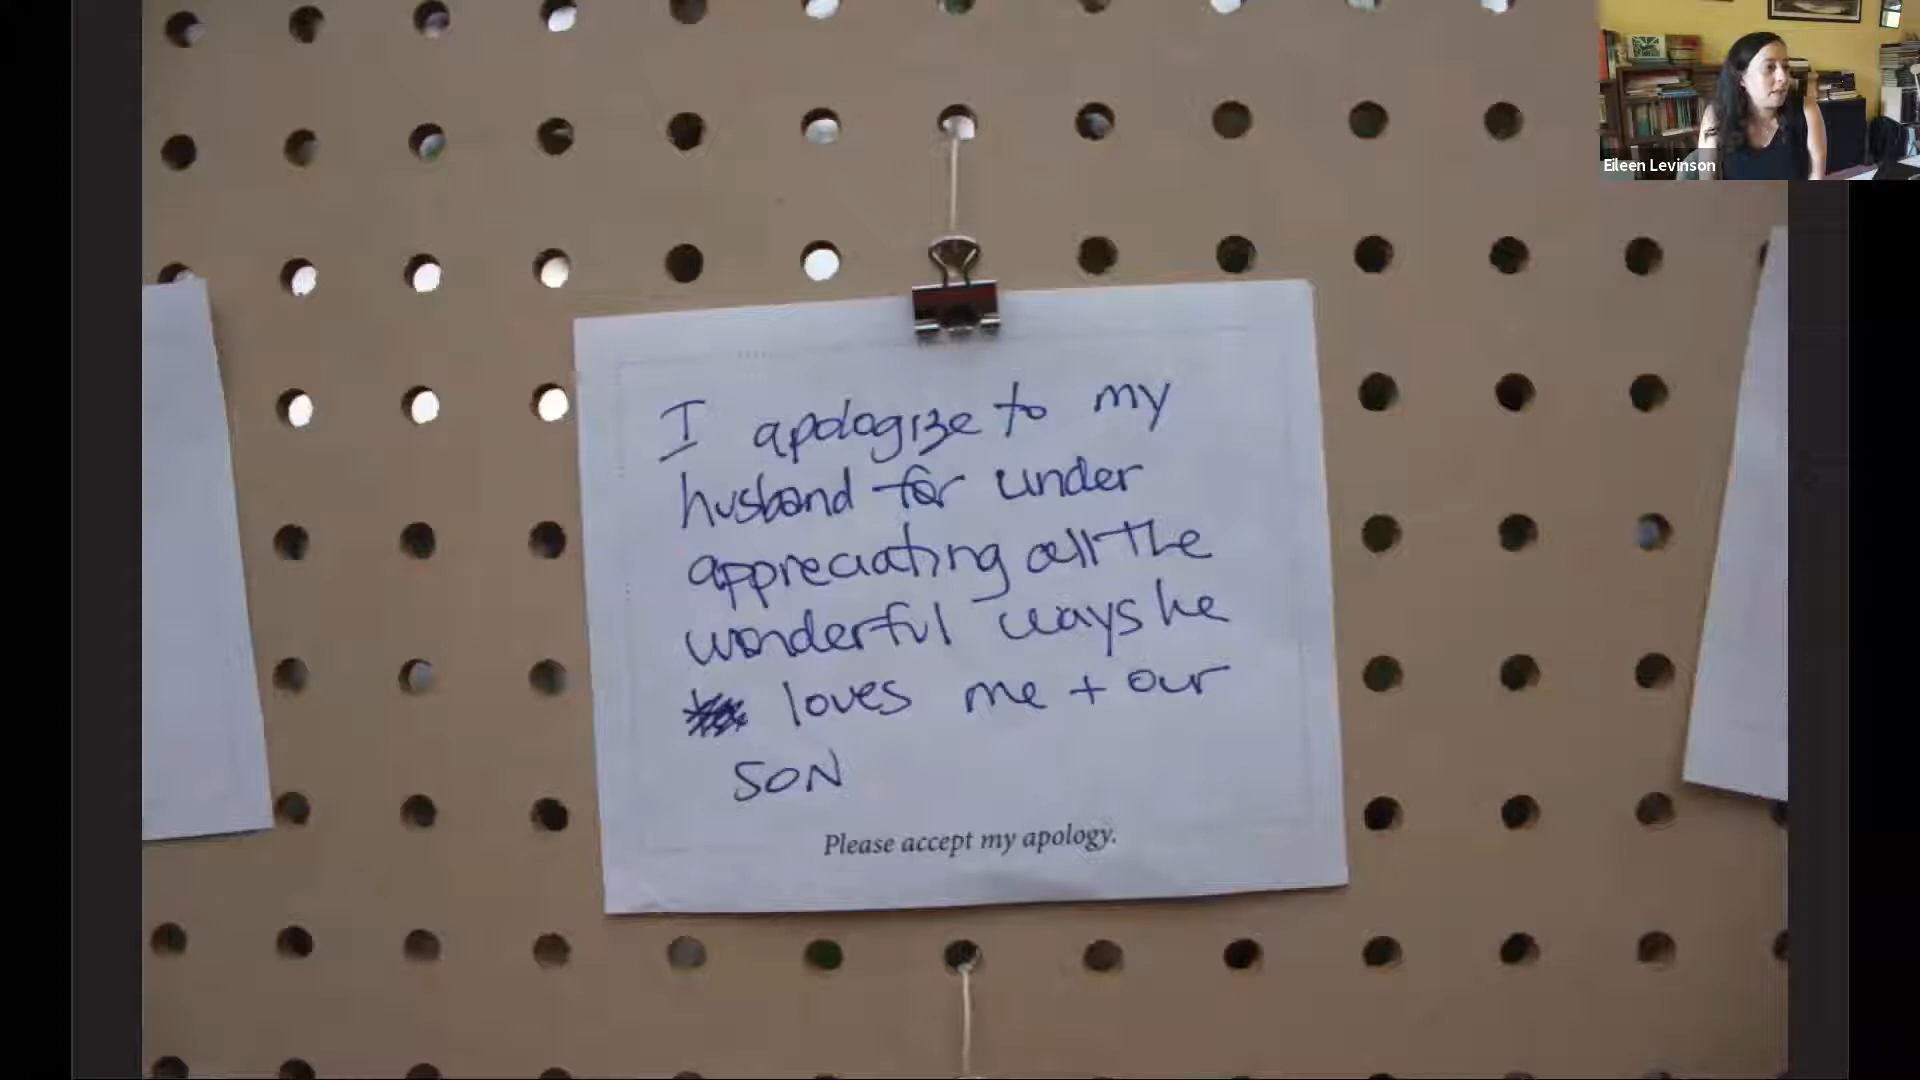 Eileen Levinson
I apologize to my
husband for under
appreciating all the
wonderful ways he
loves me + our
SON
Please accept my apology.